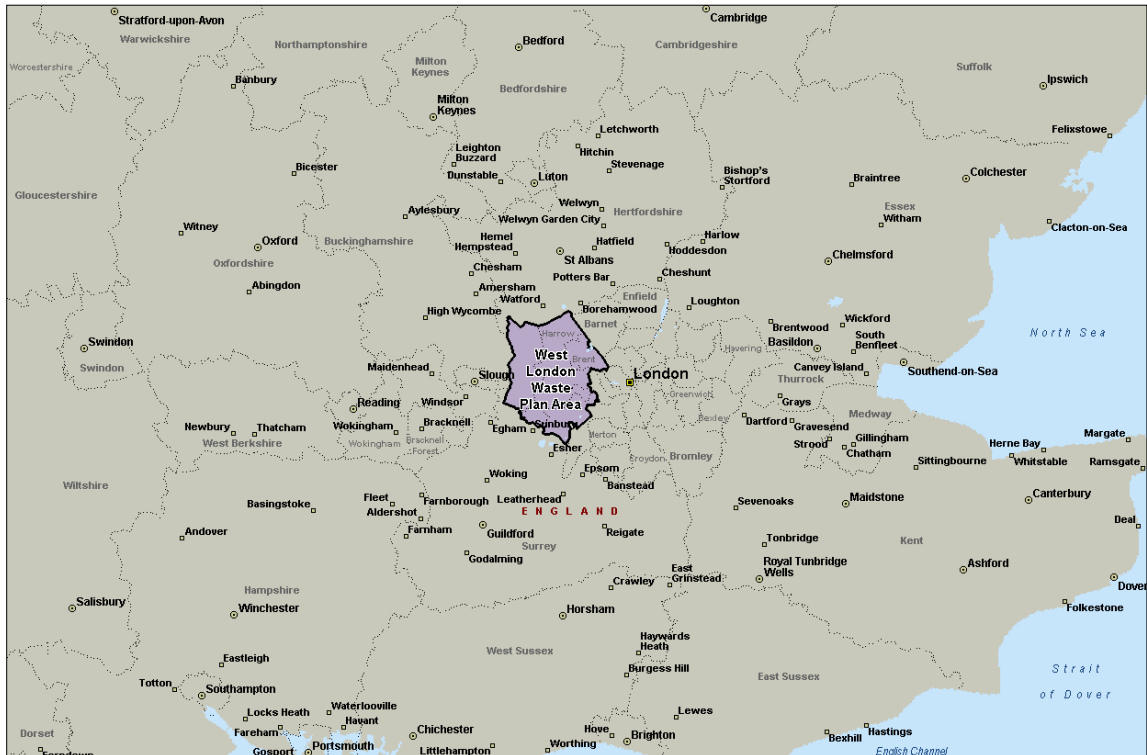 Stratford-upon-Avon
Cambridge
Warwickshire
Northamptonshire
Bedford
Cambridgeshire
Worcestershire
Milton
Keynes
Suffolk
Banbury
Bedfordshire
Ipswich
Milton
Keynes
Letchworth
Felixstowe
Leighton
Buzzard
Hitchin
Stevenage
Bicester
Dunstable
Luton
Bishop's
Stortford
Braintree
Colchester
Gloucestershire
Aylesbury
Welwyn
Welwyn Garden City
Hertfordshire
Essex
Witham
Clacton-on-Sea
Witney
Oxford
Buckinghamshire
Hemel
Hempstead
Hatfield
Harlow
Hoddesdon
St Albans
Chelmsford
Oxfordshire
Chesham
Potters Bar
Cheshunt
Abingdon
Amersham
Watford
Enfield
Loughton
High Wycombe
Borehamwood
Barnet
Brentwood
Wickford
North Sea
Swindon
Harrow
Havering
Basildon
South
Benfleet
West
London
Waste
Plan Area
Brent
Swindon
Maidenhead
Slough
London
Canvey Island
Southend-on-Sea
Thurrock
Windsor
Greenwich
Grays
Reading
Bexley
Dartford
Gravesend
Medway
Newbury
Thatcham
Wokingham
Bracknell
Egham
Sunbury
Merton
Strood
Gillingham
Chatham
Herne Bay
Margate
West Berkshire
Wokingham
Bracknell
Forest
Esher
Croydon
Bromley
Sittingbourne
Whitstable
Ramsgate
Wiltshire
Woking
Epsom
Banstead
Basingstoke
Fleet
Farnborough
Leatherhead
Sevenoaks
Maidstone
Canterbury
Aldershot
ENGLAND
Andover
Farnham
Guildford
Reigate
Deal
Surrey
Tonbridge
Kent
Godalming
Royal Tunbridge
Wells
Ashford
Hampshire
Crawley
East
Grinstead
Dover
Salisbury
Winchester
Horsham
Folkestone
Haywards
Heath
West Sussex
Eastleigh
Burgess Hill
East Sussex
Strait
of Dover
Totton
Southampton
Locks Heath
Waterlooville
Lewes
Fareham
Havant
Chichester
Hove
Hastings
Dorset
Gosport
Portsmouth
Littlehampton
Worthing
Brighton
Bexhill
English Channel